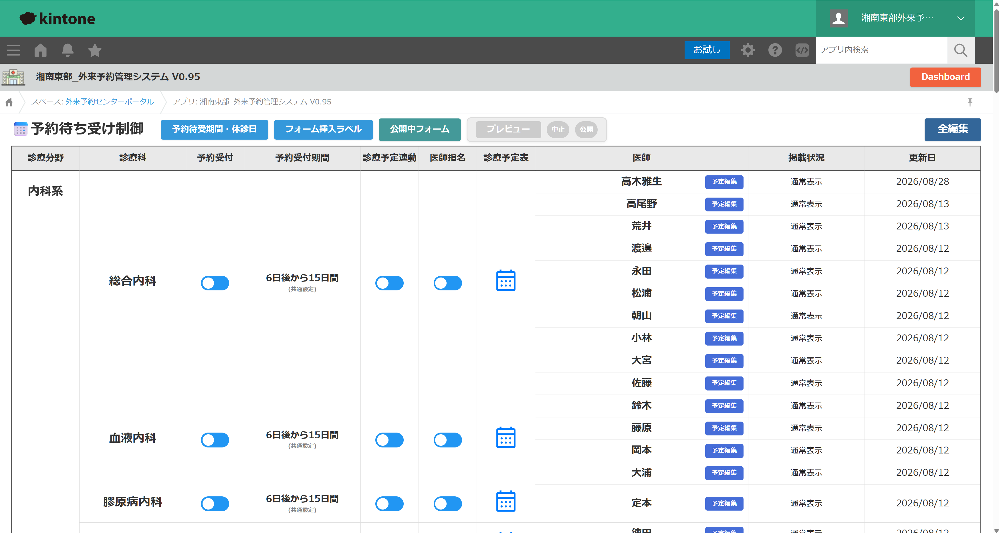 kintone
湘南東部外来予…
お試し
アプリ内検索
湘南東部_外来予約管理システム V0.95
Dashboard
スペース: 外来予約センターポータル
アプリ: 湘南東部_外来予約管理システム V0.95
予約待ち受け制御
予約待受期間・休診日
フォーム挿入ラベル
公開中フォーム
プレビュー
中止
公開
全編集
診療分野 診療科 予約受付 予約受付期間 診療予定連動 医師指名 診療予定表 医師 掲載状況 更新日
内科系
総合内科
6日後から15日間
(共通設定)
高木雅生 予定編集 通常表示 2026/08/28
高尾野 予定編集 通常表示 2026/08/13
荒井 予定編集 通常表示 2026/08/13
渡邉 予定編集 通常表示 2026/08/12
永田 予定編集 通常表示 2026/08/12
松浦 予定編集 通常表示 2026/08/12
朝山 予定編集 通常表示 2026/08/12
小林 予定編集 通常表示 2026/08/12
大宮 予定編集 通常表示 2026/08/12
佐藤 予定編集 通常表示 2026/08/12
血液内科
6日後から15日間
(共通設定)
鈴木 予定編集 通常表示 2026/08/12
藤原 予定編集 通常表示 2026/08/12
岡本 予定編集 通常表示 2026/08/12
大浦 予定編集 通常表示 2026/08/12
膠原病内科
6日後から15日間
(共通設定)
定本 予定編集 通常表示 2026/08/12
徳田 予定編集 通常表示 2026/08/12